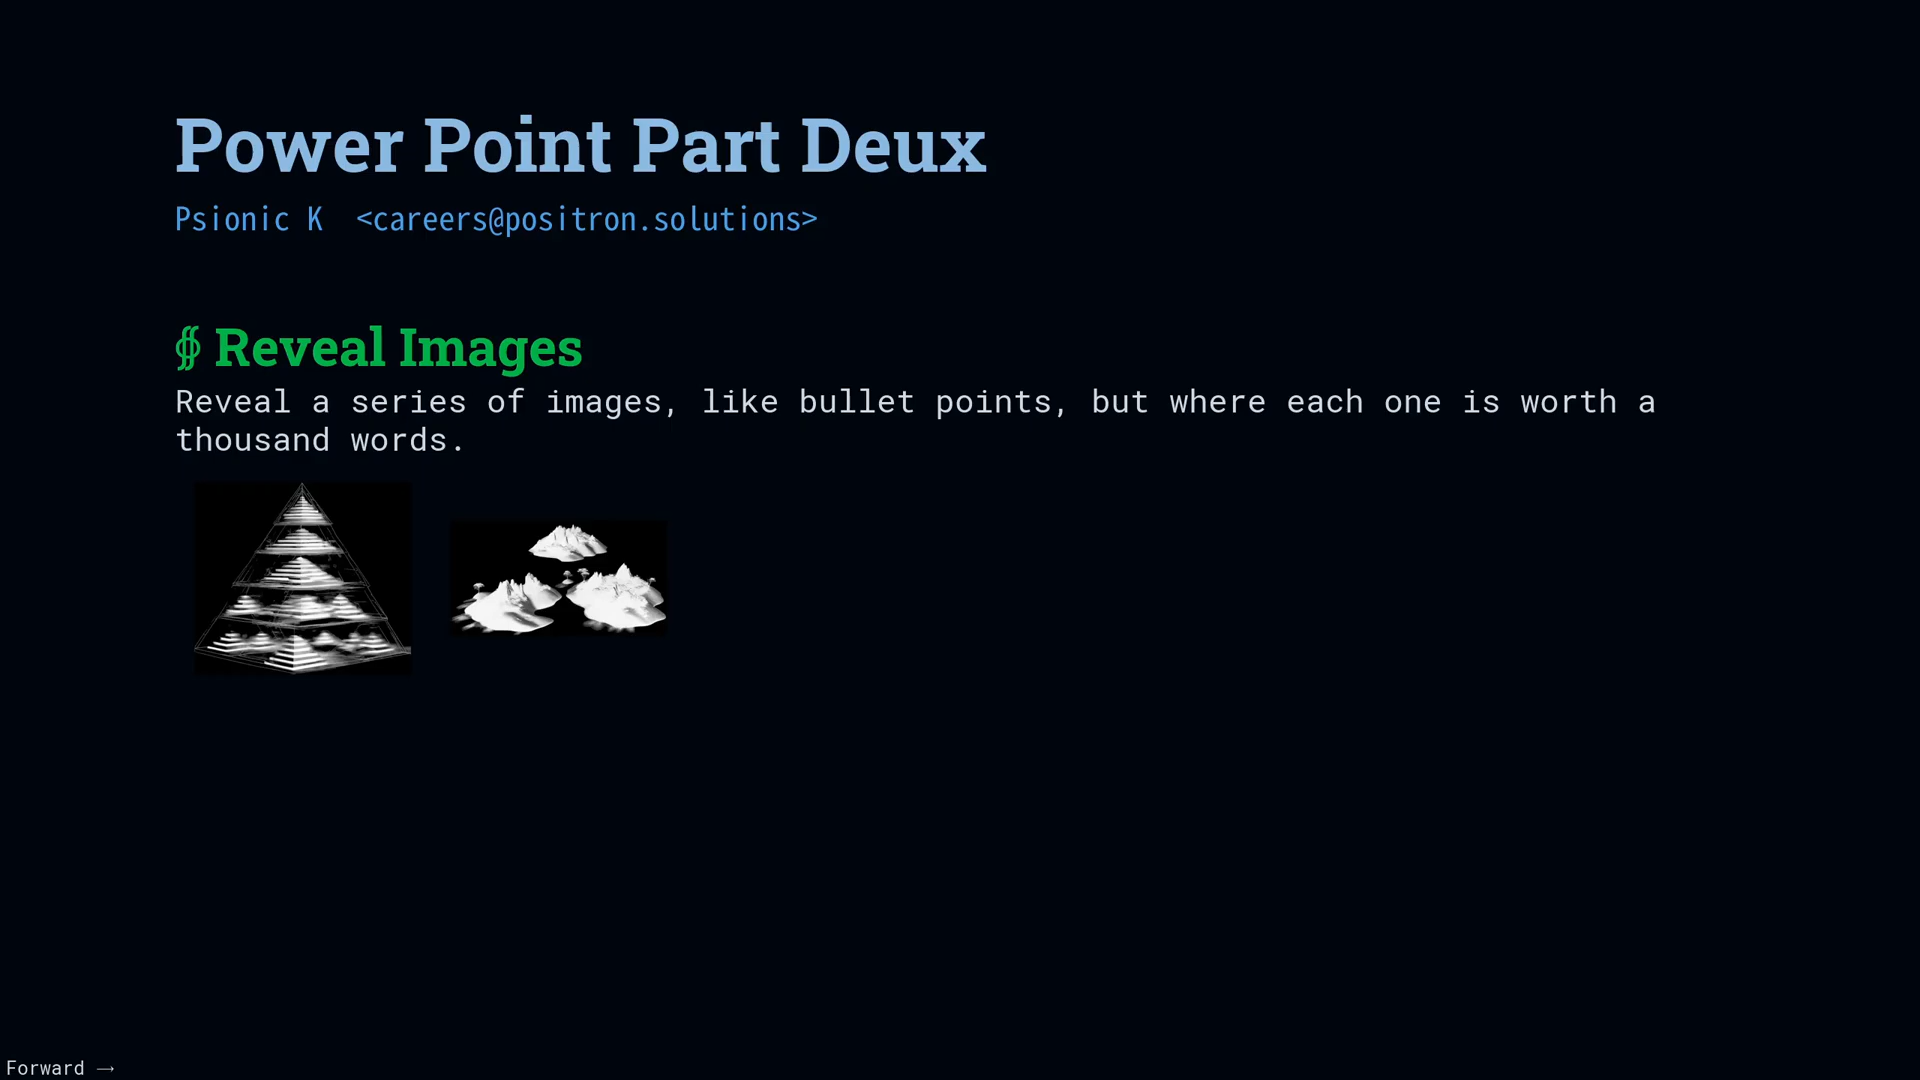 Power Point Part Deux
Psionic K <careers@positron.solutions>
∯ Reveal Images
Reveal a series of images, like bullet points, but where each one is worth a
thousand words.
Forward →